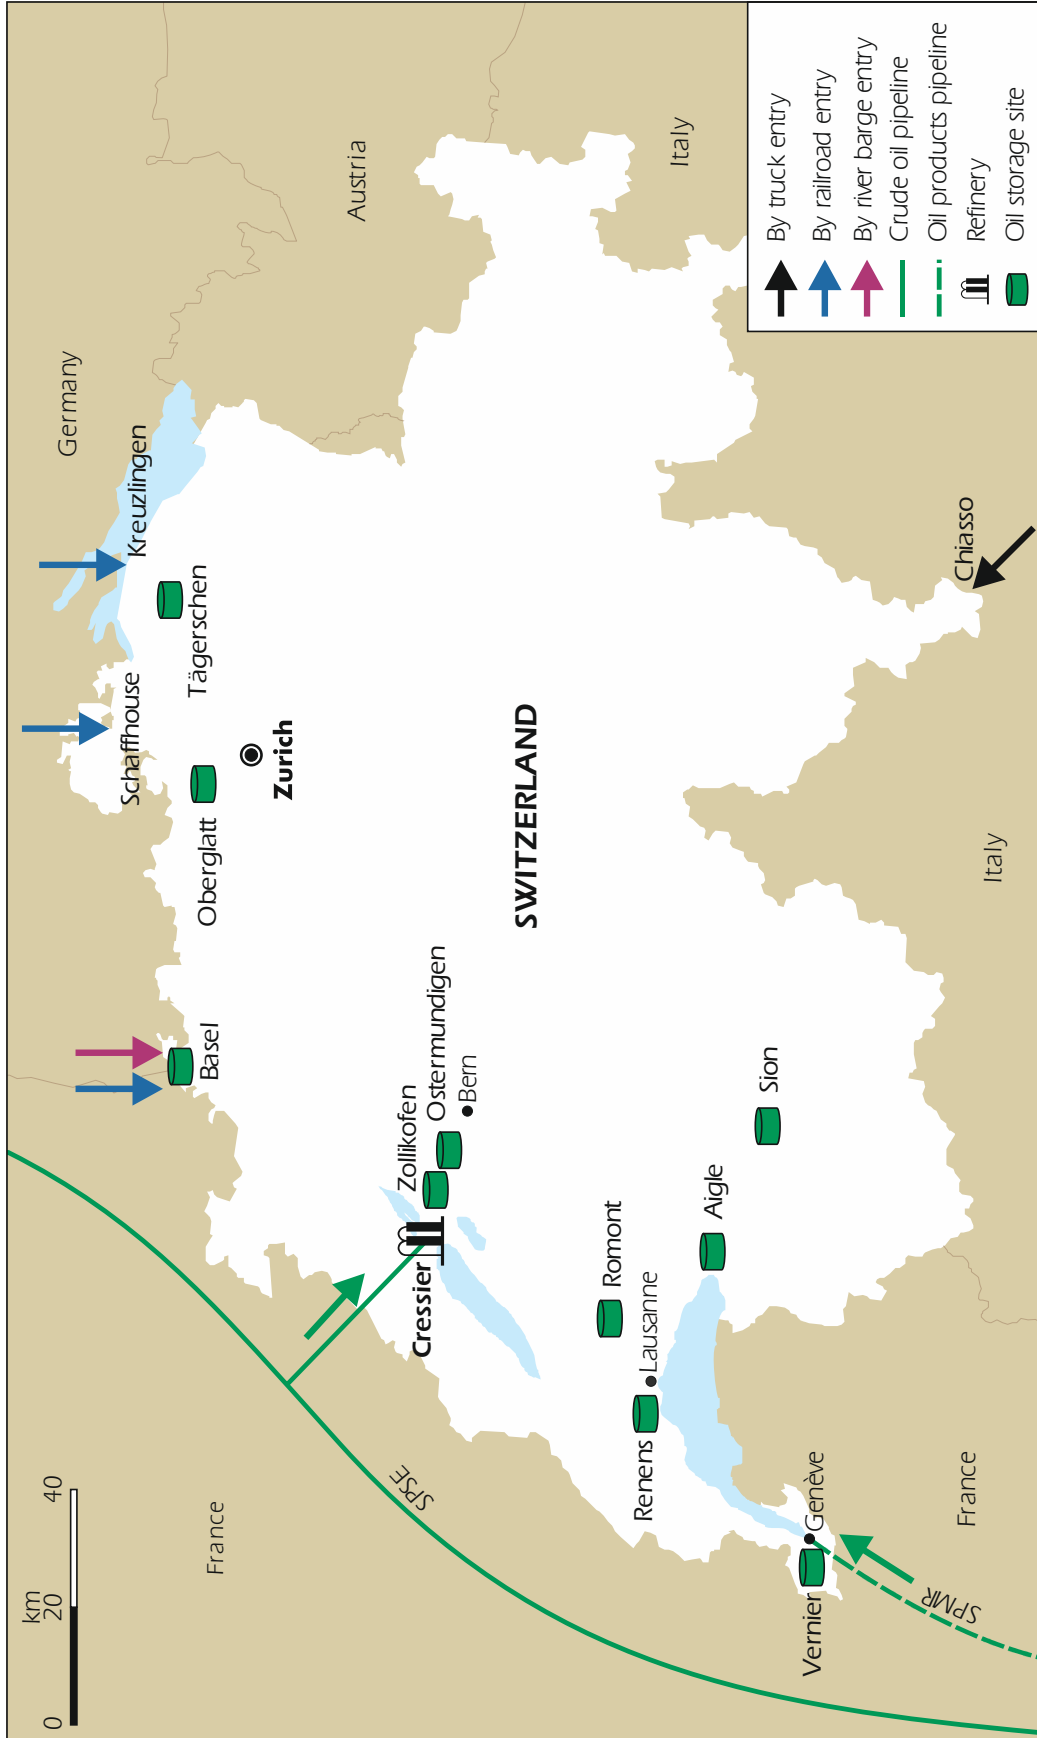 Germany
Kreuzlingen
Schaffhouse
Tägerschen
Oberglatt
Zurich
Basel
Austria
Italy
SWITZERLAND
Zollikofen
Ostermundigen
Bern
Cressier
Romont
Lausanne
Renens
Aigle
Sion
Genève
Vernier
Chiasso
Italy
France
France
SPSE
SPMR
km
0
20
40
By truck entry
By railroad entry
By river barge entry
Crude oil pipeline
Oil products pipeline
Refinery
Oil storage site